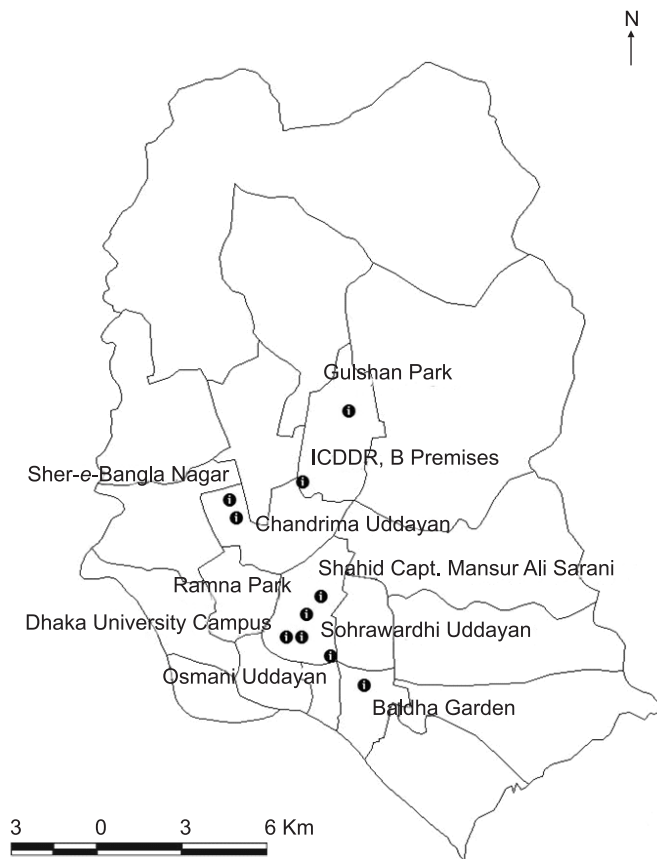 N
Gulshan Park
ICDDR, B Premises
Sher-e-Bangla Nagar
Chandrima Uddayan
Shahid Capt. Mansur Ali Sarani
Ramna Park
Dhaka University Campus
Sohrawardhi Uddayan
Osmani Uddayan
Baldha Garden
3 0 3 6 Km